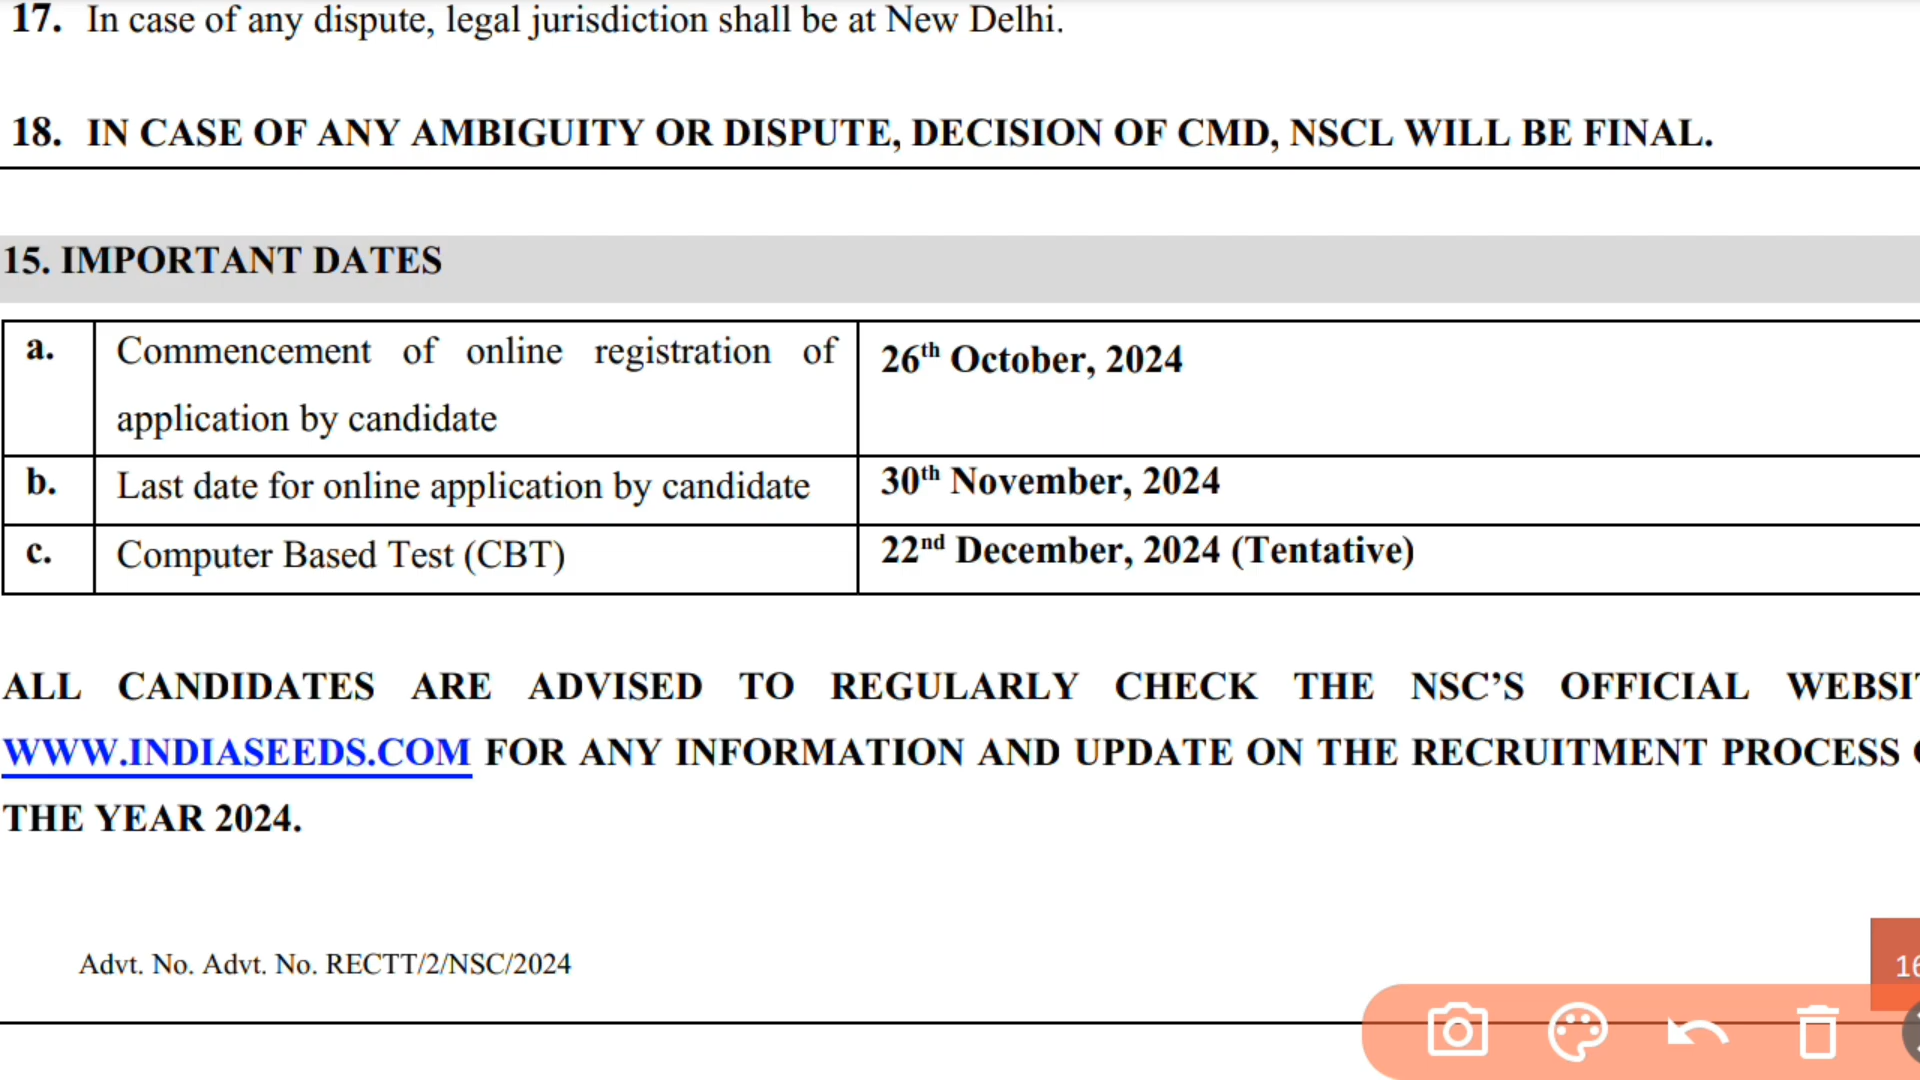 17. In case of any dispute, legal jurisdiction shall be at New Delhi.
18. IN CASE OF ANY AMBIGUITY OR DISPUTE, DECISION OF CMD, NSCL WILL BE FINAL.
15. IMPORTANT DATES
a. Commencement of online registration of application by candidate 26th October, 2024
b. Last date for online application by candidate 30th November, 2024
c. Computer Based Test (CBT) 22nd December, 2024 (Tentative)
ALL CANDIDATES ARE ADVISED TO REGULARLY CHECK THE NSC'S OFFICIAL
WWW.INDIASEEDS.COM FOR ANY INFORMATION AND UPDATE ON THE RECRUITMENT PROCESS
THE YEAR 2024.
Advt. No. Advt. No. RECTT/2/NSC/2024
16